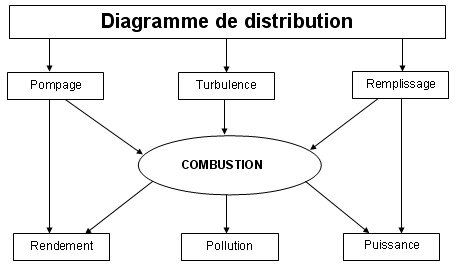 Diagramme de distribution
Pompage
Turbulence
Remplissage
COMBUSTION
Rendement
Pollution
Puissance